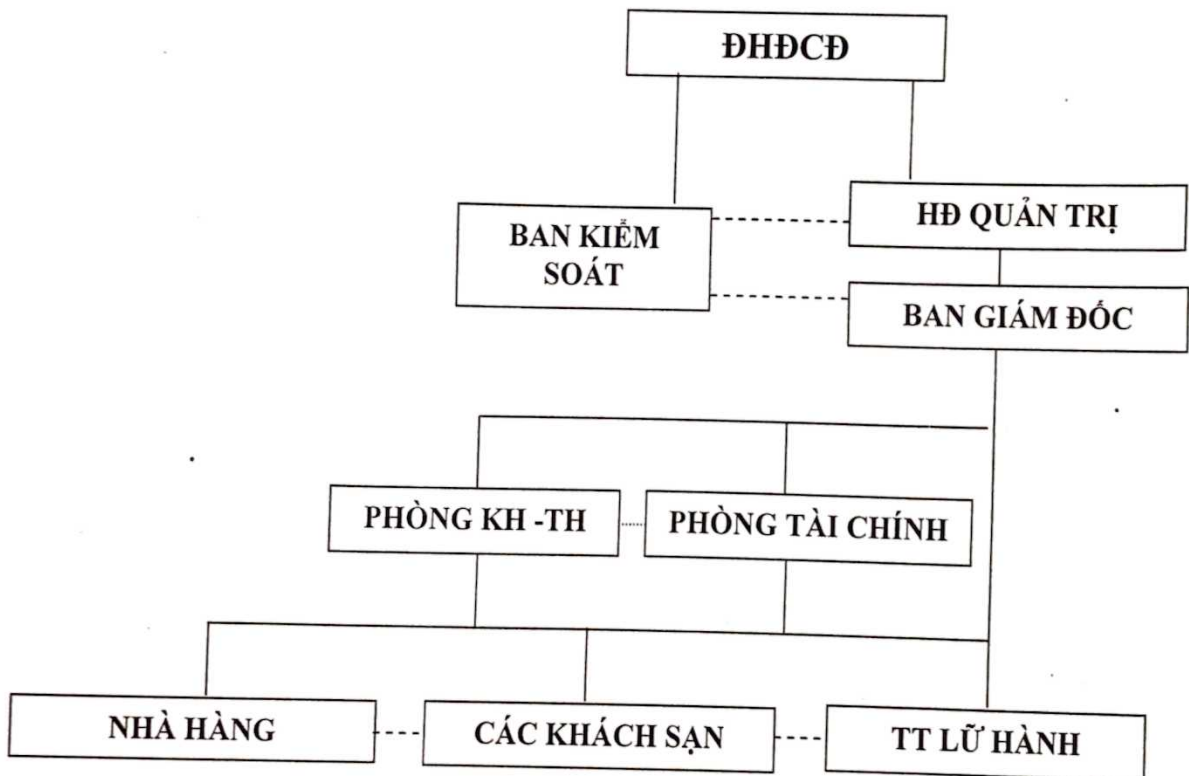 ĐHĐCĐ
BAN KIỂM
SOÁT
HĐ QUẢN TRỊ
BAN GIÁM ĐỐC
PHÒNG KH -TH
PHÒNG TÀI CHÍNH
NHÀ HÀNG
CÁC KHÁCH SẠN
TT LỮ HÀNH